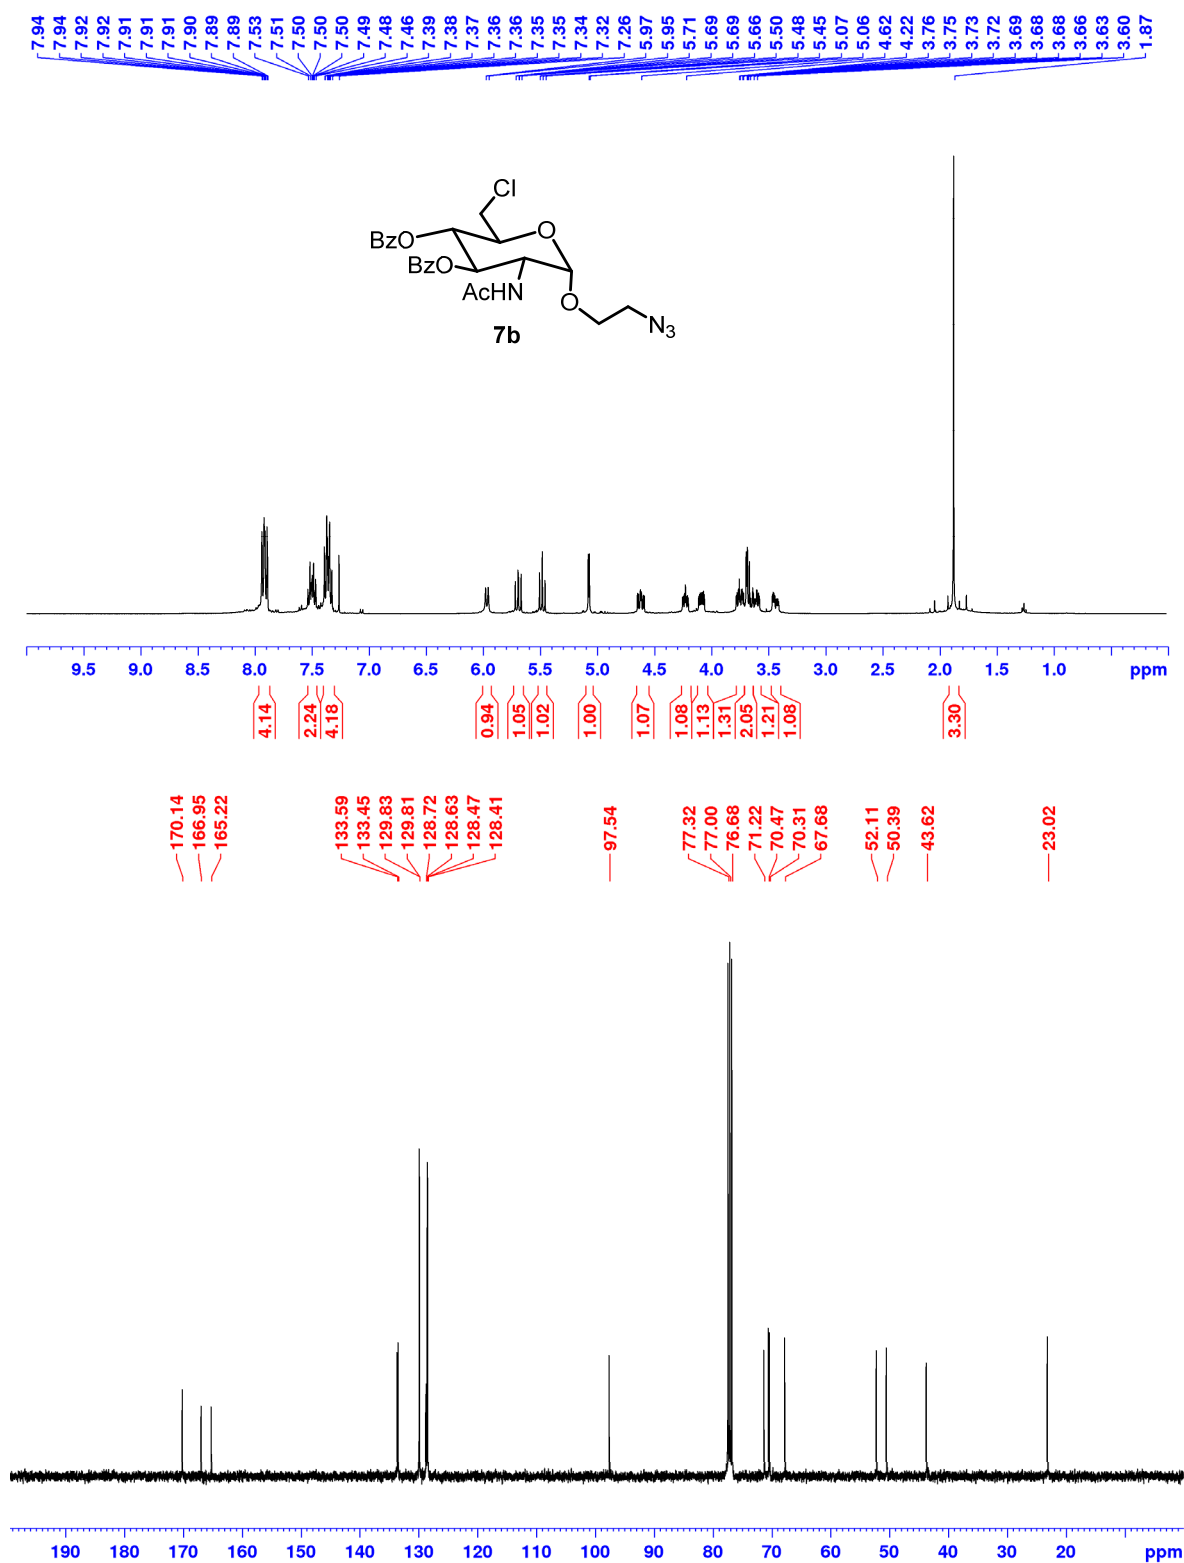 7.94 7.94 7.92 7.92 7.91 7.91 7.91 7.90 7.89 7.89 7.53 7.51 7.50 7.50 7.50 7.49 7.48 7.46 7.39 7.38 7.37 7.36 7.36 7.35 7.35 7.34 7.32 7.26 5.97 5.95 5.71 5.69 5.69 5.66 5.50 5.48 5.45 5.07 5.06 4.62 4.22 3.76 3.75 3.73 3.72 3.69 3.68 3.68 3.66 3.63 3.60 1.87
Cl
BzO O
BzO
AcHN
O
N3
7b
9.5 9.0 8.5 8.0 7.5 7.0 6.5 6.0 5.5 5.0 4.5 4.0 3.5 3.0 2.5 2.0 1.5 1.0 ppm
4.14 2.24 4.18 0.94 1.05 1.02 1.00 1.07 1.08 1.13 1.31 2.05 1.21 1.08 3.30
170.14 166.95 165.22 133.59 133.45 129.83 129.81 128.72 128.63 128.47 128.41 97.54 77.32 77.00 76.68 71.22 70.47 70.31 67.68 52.11 50.39 43.62 23.02
190 180 170 160 150 140 130 120 110 100 90 80 70 60 50 40 30 20 ppm